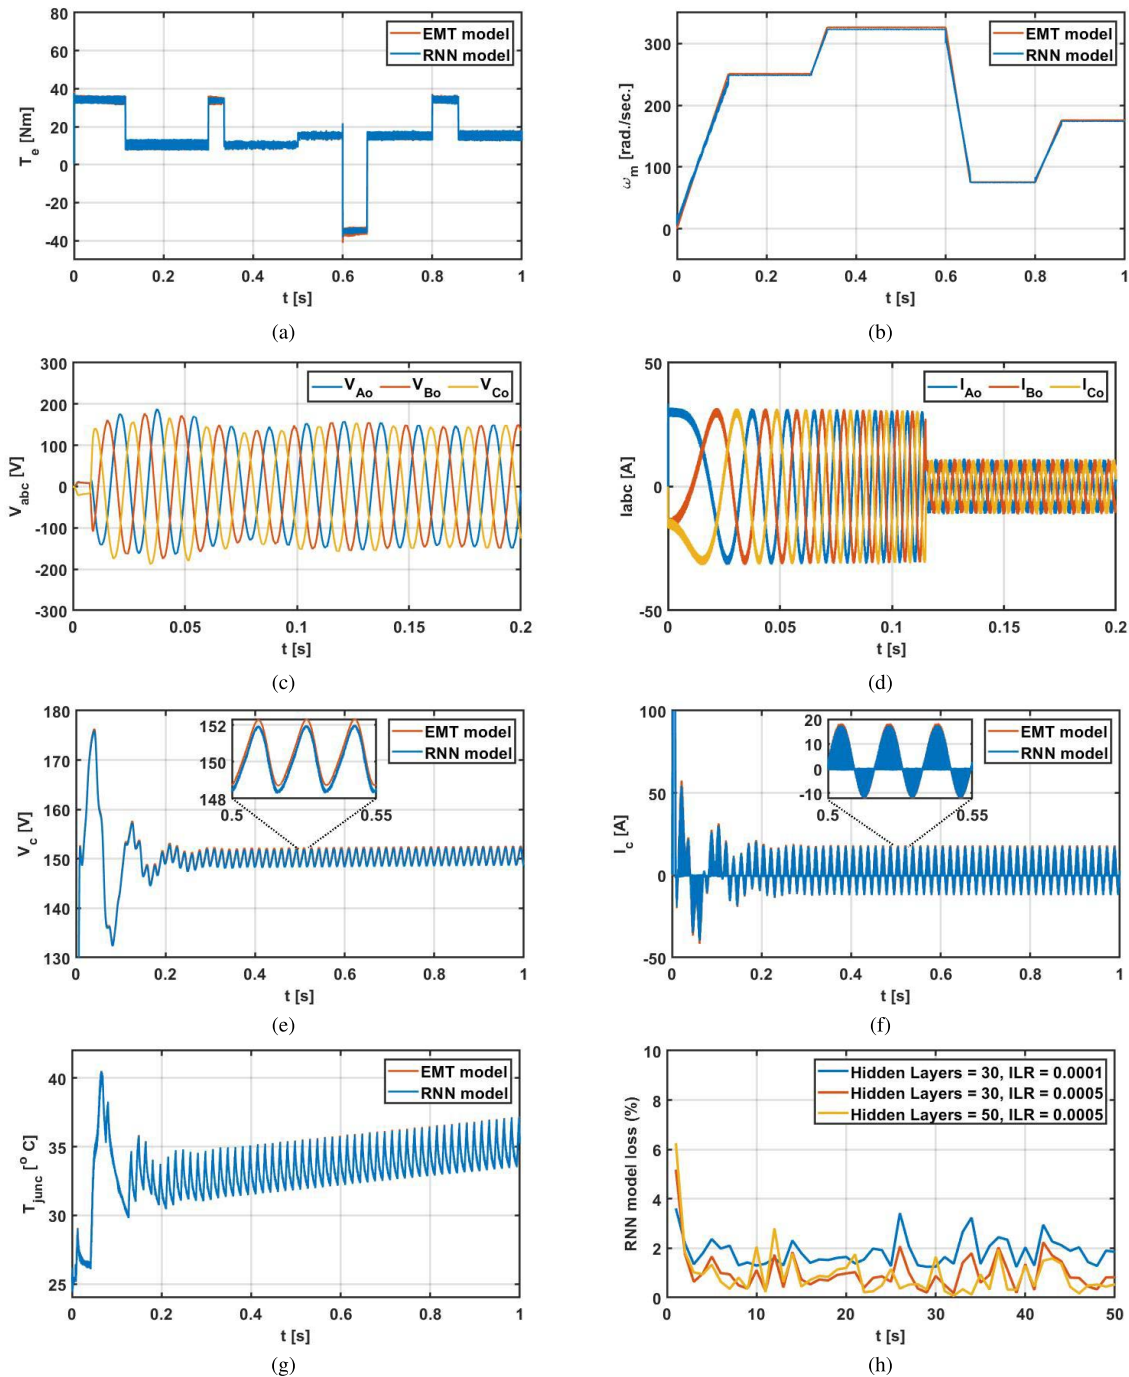 80
60
40
20
0
-20
-40
T_e [Nm]
EMT model
RNN model
0 0.2 0.4 0.6 0.8 1
t [s]
(a)
300
200
100
0
ω_m [rad./sec.]
EMT model
RNN model
0 0.2 0.4 0.6 0.8 1
t [s]
(b)
300
200
100
0
-100
-200
-300
V_abc [V]
V_Ao V_Bo V_Co
0 0.05 0.1 0.15 0.2
t [s]
(c)
50
0
-50
Iabc [A]
I_Ao I_Bo I_Co
0 0.05 0.1 0.15 0.2
t [s]
(d)
180
170
160
150
140
130
V_c [V]
152
150
148
0.5 0.55
EMT model
RNN model
0 0.2 0.4 0.6 0.8 1
t [s]
(e)
100
50
0
-50
I_c [A]
20
10
0
-10
0.5 0.55
EMT model
RNN model
0 0.2 0.4 0.6 0.8 1
t [s]
(f)
40
35
30
25
T_junc [° C]
EMT model
RNN model
0 0.2 0.4 0.6 0.8 1
t [s]
(g)
10
8
6
4
2
0
RNN model loss (%)
Hidden Layers = 30, ILR = 0.0001
Hidden Layers = 30, ILR = 0.0005
Hidden Layers = 50, ILR = 0.0005
0 10 20 30 40 50
t [s]
(h)